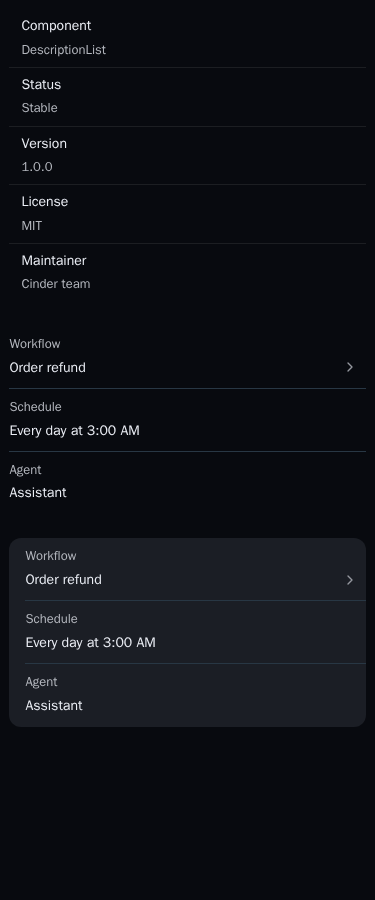 Component
DescriptionList
Status
Stable
Version
1.0.0
License
MIT
Maintainer
Cinder team
Workflow
Order refund
Schedule
Every day at 3:00 AM
Agent
Assistant
Workflow
Order refund
Schedule
Every day at 3:00 AM
Agent
Assistant